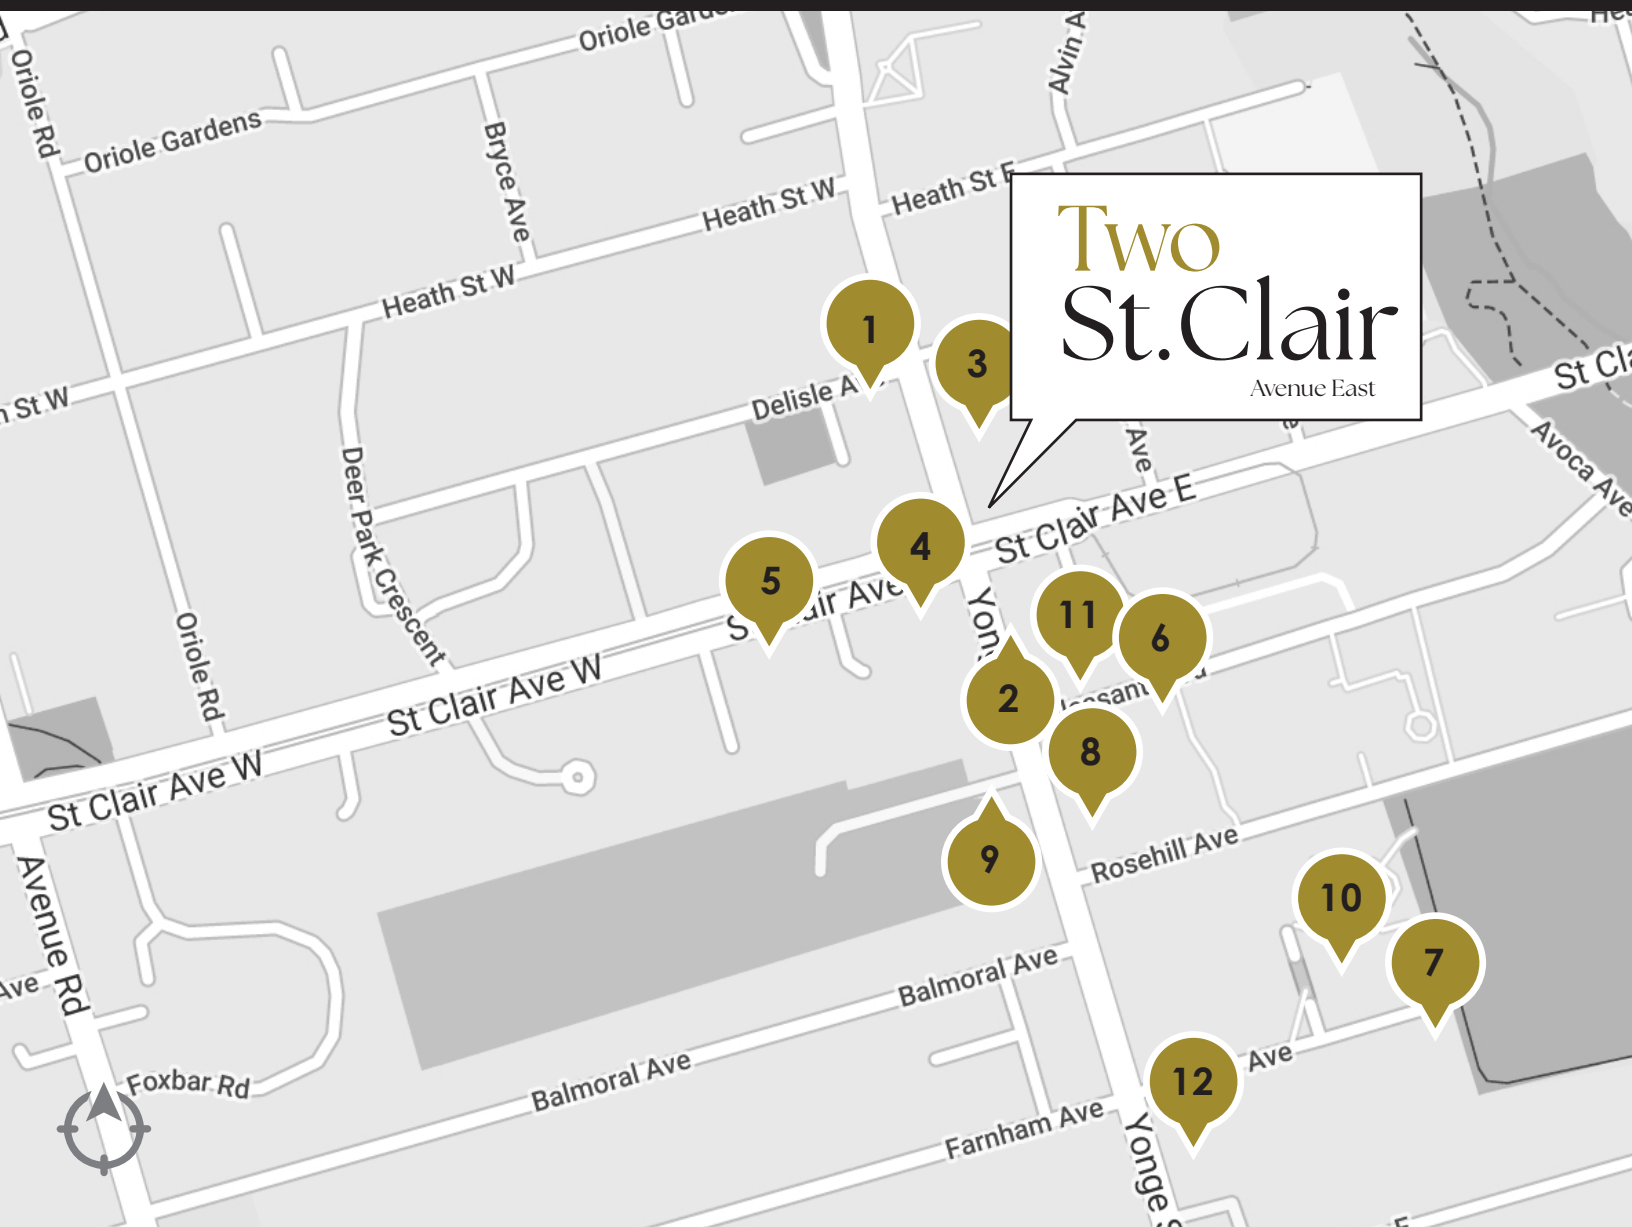 Oriole Gardens
Oriole Rd
Alvin A
Oriole Gardens
Bryce Ave
Heath St W
Heath St E
Heath St W
Two
St.Clair
Avenue East
1
3
St W
Delisle A
Ave
St Cla
Avoca Ave
Deer Park Crescent
St Clair Ave E
4
5
air Ave
Yong
11
6
Oriole Rd
St Clair Ave W
2
8
St Clair Ave W
Rosehill Ave
9
10
7
Avenue Rd
Ave
Balmoral Ave
Balmoral Ave
Foxbar Rd
12
Ave
Farnham Ave
Yonge S